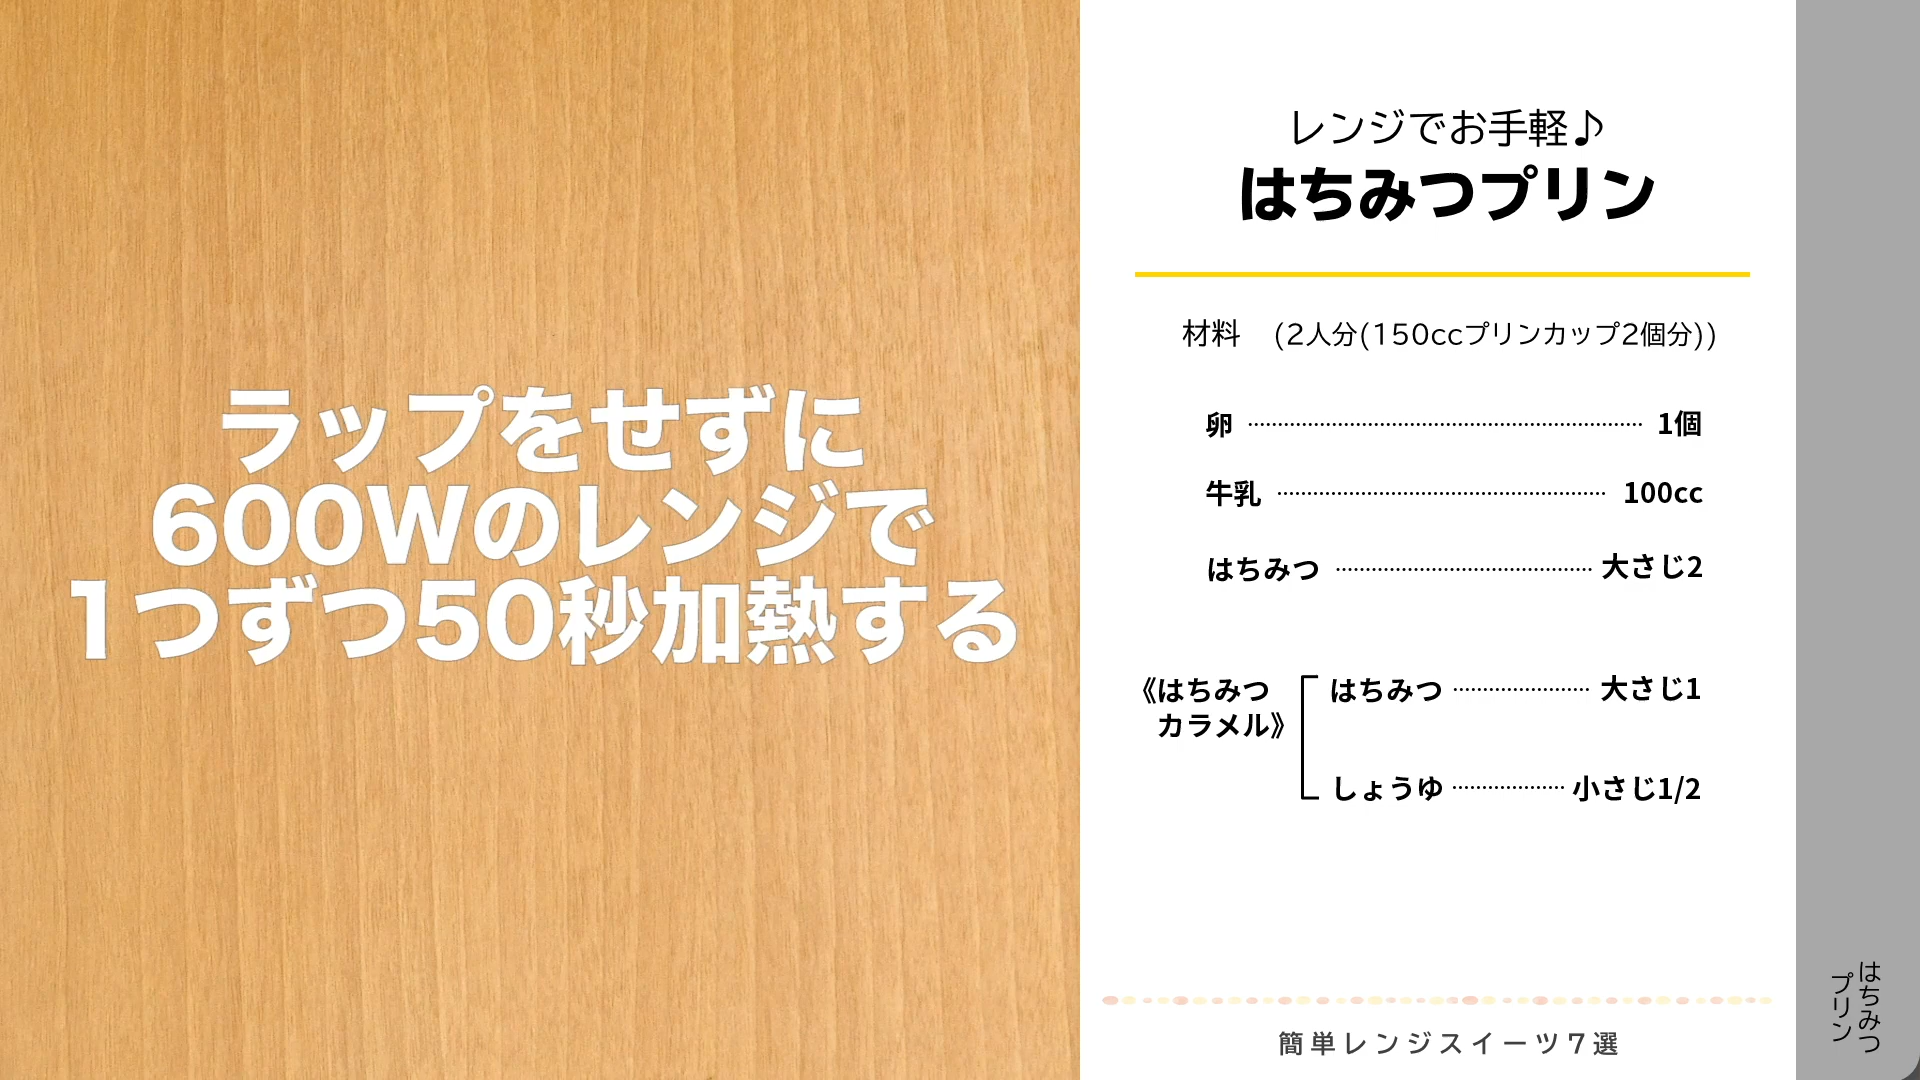 ラップをせずに
600Wのレンジで
1つずつ50秒加熱する
レンジでお手軽♪
はちみつプリン
材料 (2人分(150ccプリンカップ2個分))
卵 1個
牛乳 100cc
はちみつ 大さじ2
《はちみつ
カラメル》
はちみつ 大さじ1
しょうゆ 小さじ1/2
簡単レンジスイーツ7選
はちみつ
プリン